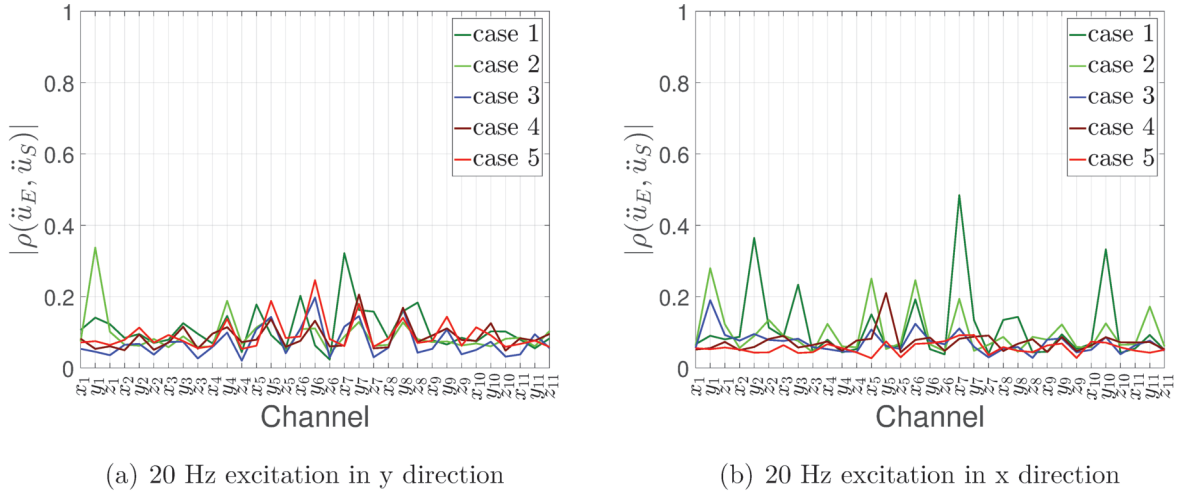 1
0.8
0.6
0.4
0.2
0
|ρ(ü_E, ü_S)|
case 1
case 2
case 3
case 4
case 5
x₁ y₁ z₁ x₂ y₂ z₂ x₃ y₃ z₃ x₄ y₄ z₄ x₅ y₅ z₅ x₆ y₆ z₆ x₇ y₇ z₇ x₈ y₈ z₈ x₉ y₉ z₉ x₁₀ y₁₀ z₁₀ x₁₁ y₁₁ z₁₁
Channel
(a) 20 Hz excitation in y direction
1
0.8
0.6
0.4
0.2
0
|ρ(ü_E, ü_S)|
case 1
case 2
case 3
case 4
case 5
x₁ y₁ z₁ x₂ y₂ z₂ x₃ y₃ z₃ x₄ y₄ z₄ x₅ y₅ z₅ x₆ y₆ z₆ x₇ y₇ z₇ x₈ y₈ z₈ x₉ y₉ z₉ x₁₀ y₁₀ z₁₀ x₁₁ y₁₁ z₁₁
Channel
(b) 20 Hz excitation in x direction